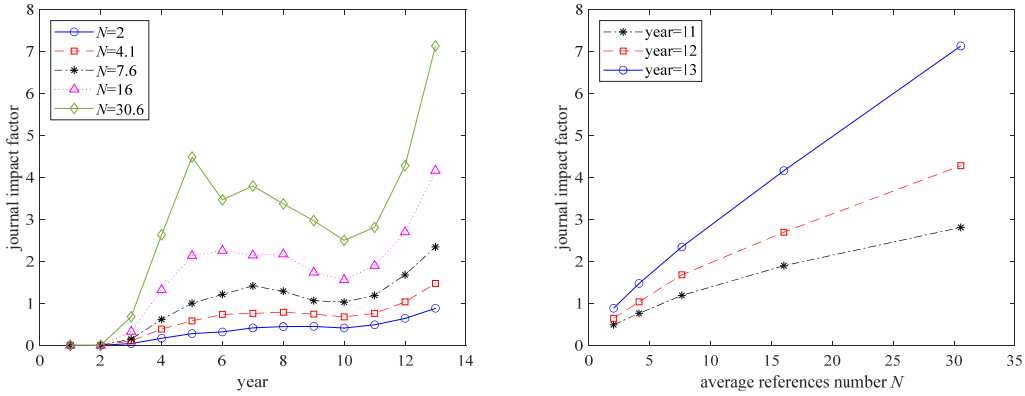 8
7
6
5
4
3
2
1
0
journal impact factor
N=2
N=4.1
N=7.6
N=16
N=30.6
0 2 4 6 8 10 12 14
year
8
7
6
5
4
3
2
1
0
journal impact factor
year=11
year=12
year=13
0 5 10 15 20 25 30 35
average references number N